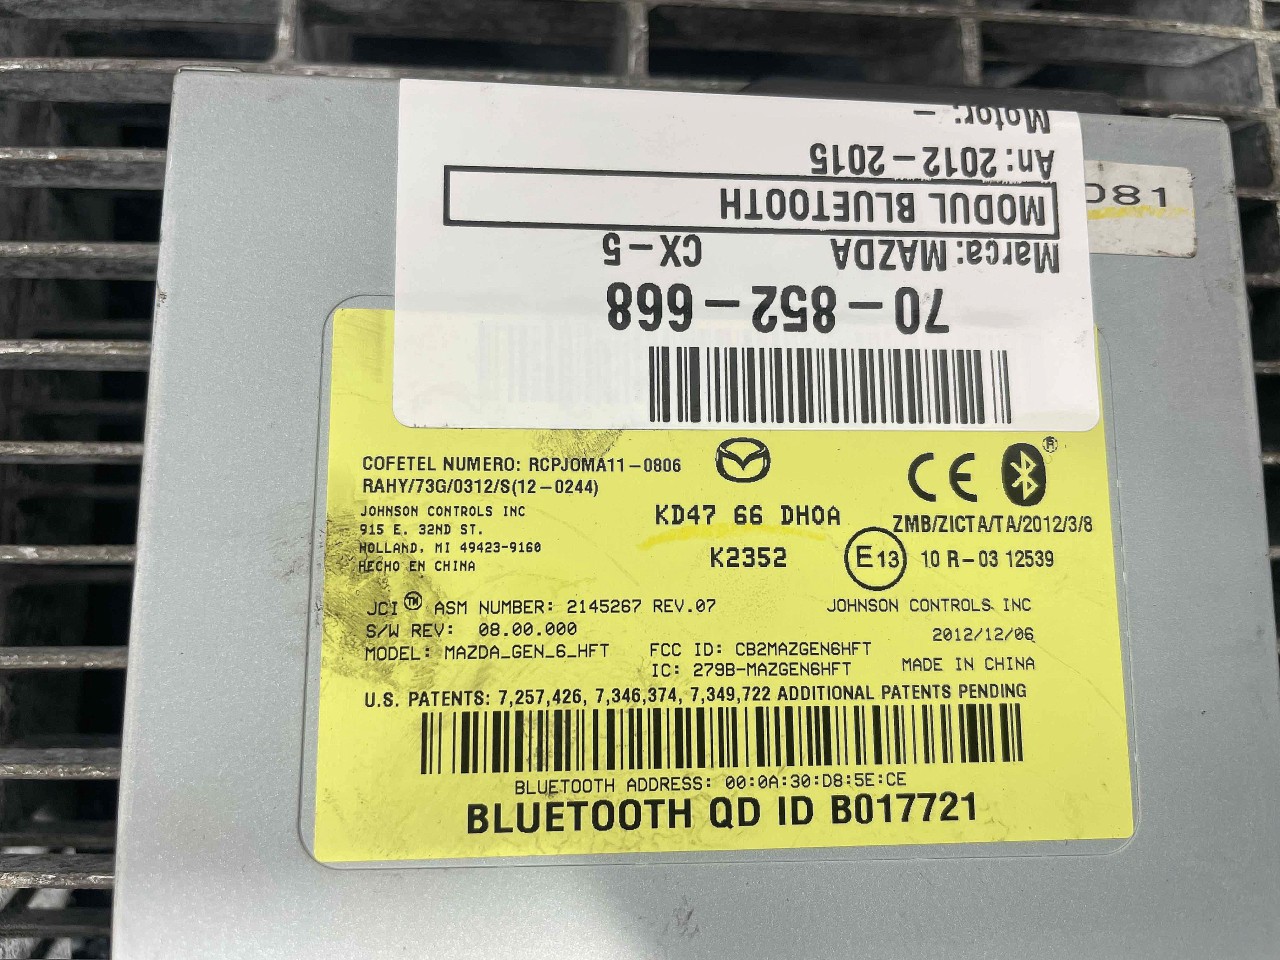 70-852-668
Marca: MAZDA CX-5
MODUL BLUETOOTH
An: 2012-2015
Motor: -
081
COFETEL NUMERO: RCPJOMA11-0806
RAHY/73G/0312/S(12-0244)
JOHNSON CONTROLS INC
915 E. 32ND ST.
HOLLAND, MI 49423-9160
HECHO EN CHINA
KD47 66 DH0A
K2352
CE
®
ZMB/ZICTA/TA/2012/3/8
E13 10 R-03 12539
JCI™ ASM NUMBER: 2145267 REV.07
JOHNSON CONTROLS INC
S/W REV: 08.00.000
2012/12/06
MODEL: MAZDA_GEN_6_HFT
FCC ID: CB2MAZGEN6HFT
IC: 279B-MAZGEN6HFT
MADE IN CHINA
U.S. PATENTS: 7,257,426, 7,346,374, 7,349,722 ADDITIONAL PATENTS PENDING
BLUETOOTH ADDRESS: 00:0A:30:D8:5E:CE
BLUETOOTH QD ID B017721